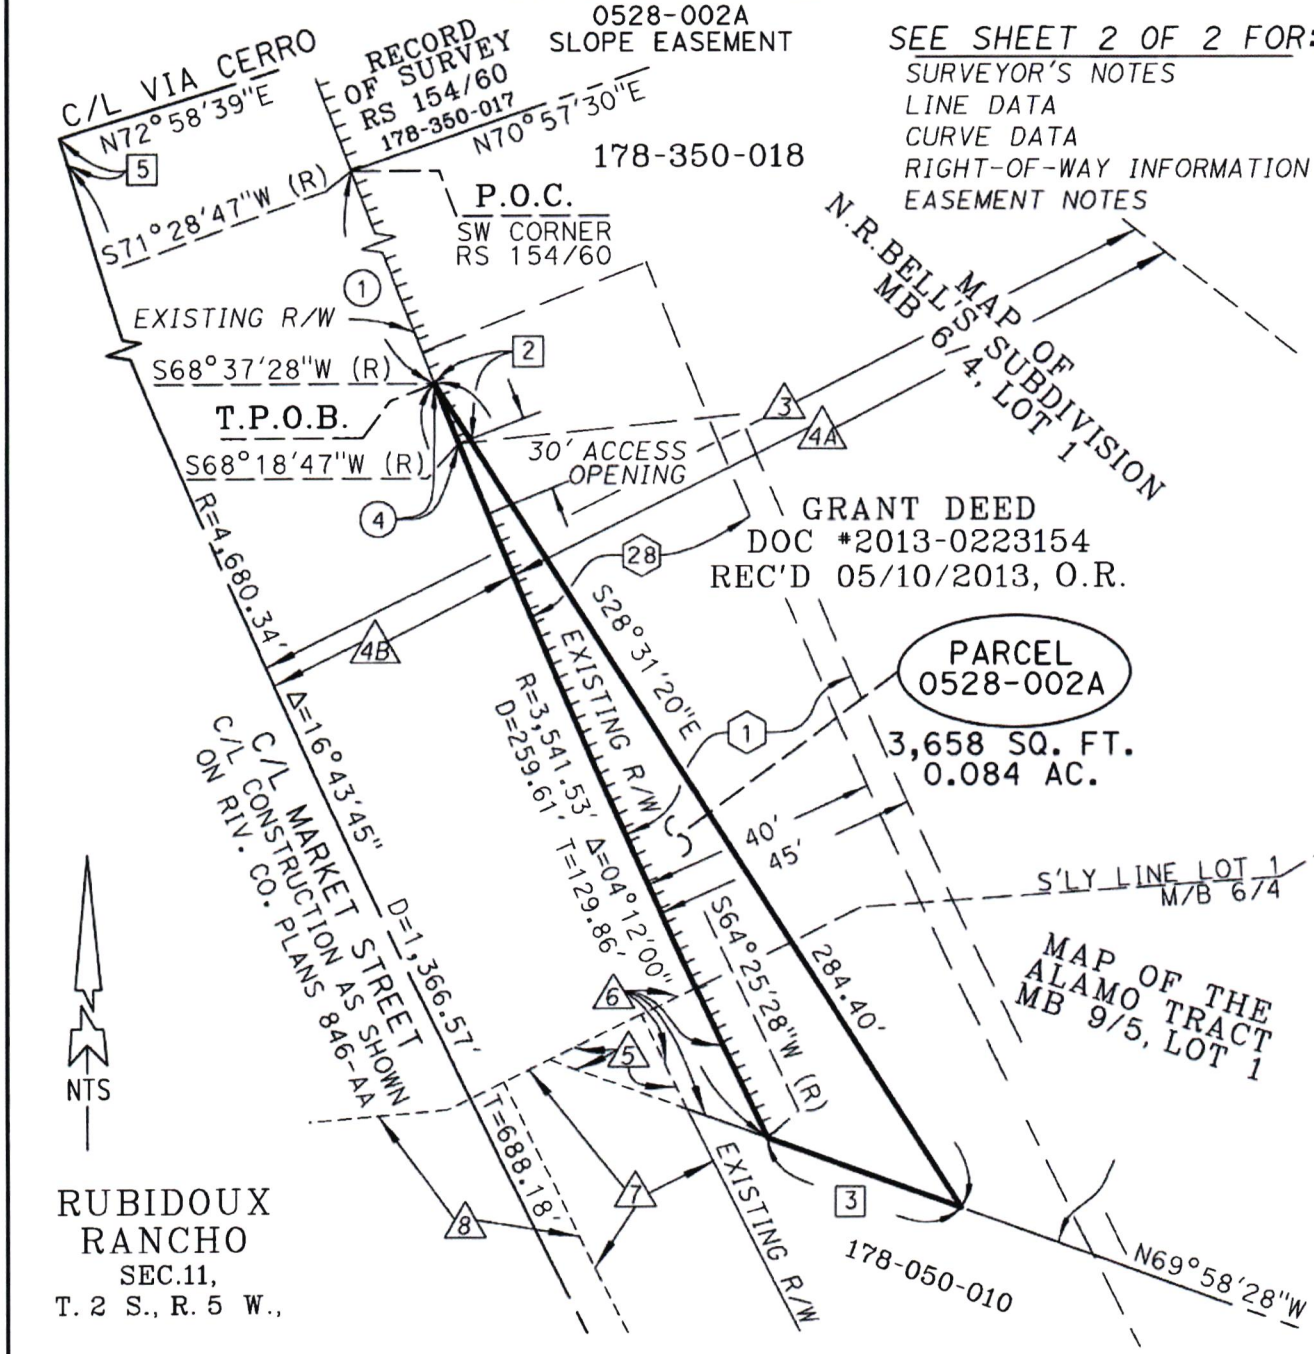 0528-002A
SLOPE EASEMENT
SEE SHEET 2 OF 2 FOR:
SURVEYOR'S NOTES
LINE DATA
CURVE DATA
RIGHT-OF-WAY INFORMATION
EASEMENT NOTES
C/L VIA CERRO
N72°58'39"E
RECORD
OF SURVEY
RS 154/60
178-350-017
N70°57'30"E
178-350-018
5
S71°28'47"W (R)
P.O.C.
SW CORNER
RS 154/60
1
EXISTING R/W
S68°37'28"W (R)
2
T.P.O.B.
S68°18'47"W (R)
4
30' ACCESS
OPENING
3
4A
MAP OF
N.R.BELL'S SUBDIVISION
MB 6/4, LOT 1
GRANT DEED
DOC #2013-0223154
REC'D 05/10/2013, O.R.
28
R=4,680.34'
4B
S28°31'20"E
EXISTING R/W
PARCEL
0528-002A
3,658 SQ. FT.
0.084 AC.
1
R=3,541.53' Δ=04°12'00"
D=259.61' T=129.86'
Δ=16°43'45"
C/L MARKET STREET
C/L CONSTRUCTION AS SHOWN
ON RIV. CO. PLANS 846-AA
40'
45'
S'LY LINE LOT 1
M/B 6/4
S64°25'28"W (R)
284.40'
D=1,366.57'
MAP OF THE
ALAMO TRACT
MB 9/5, LOT 1
6
5
NTS
T=688.18'
EXISTING R/W
7
8
3
178-050-010
N69°58'28"W
RUBIDOUX
RANCHO
SEC.11,
T. 2 S., R. 5 W.,